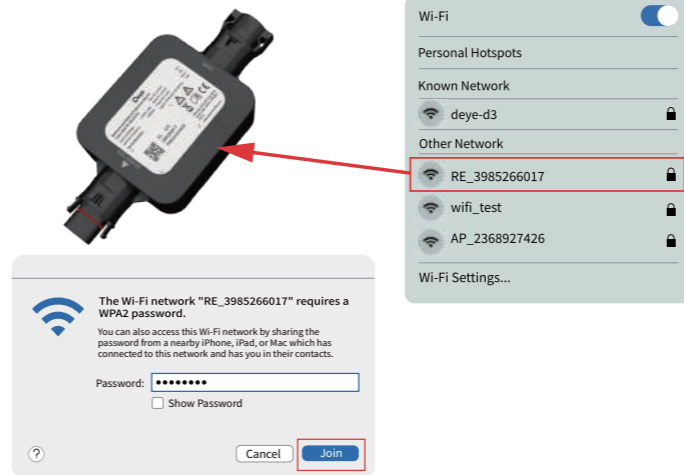 Deye
Wi-Fi
Personal Hotspots
Known Network
deye-d3
Other Network
RE_3985266017
wifi_test
AP_2368927426
Wi-Fi Settings...
The Wi-Fi network "RE_3985266017" requires a
WPA2 password.
You can also access this Wi-Fi network by sharing the
password from a nearby iPhone, iPad, or Mac which has
connected to this network and has you in their contacts.
Password: ••••••••
Show Password
?
Cancel
Join